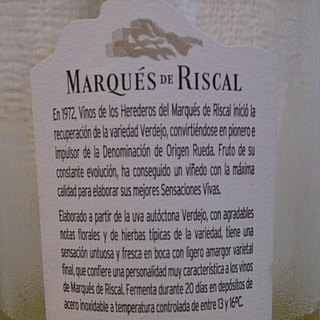 MARQUÉS DE RISCAL
En 1972, Vinos de los Herederos del Marqués de Riscal inició la
recuperación de la variedad Verdejo, convirtiéndose en pionero e
impulsor de la Denominación de Origen Rueda. Fruto de su
constante evolución, ha conseguido un viñedo con la máxima
calidad para elaborar sus mejores Sensaciones Vivas.
Elaborado a partir de la uva autóctona Verdejo, con agradables
notas florales y de hierbas típicas de la variedad, tiene una
sensación untuosa y fresca en boca con ligero amargor varietal
final, que confiere una personalidad muy característica a los vinos
de Marqués de Riscal. Fermenta durante 20 días en depósitos de
acero inoxidable a temperatura controlada de entre 13 y 16ºC.